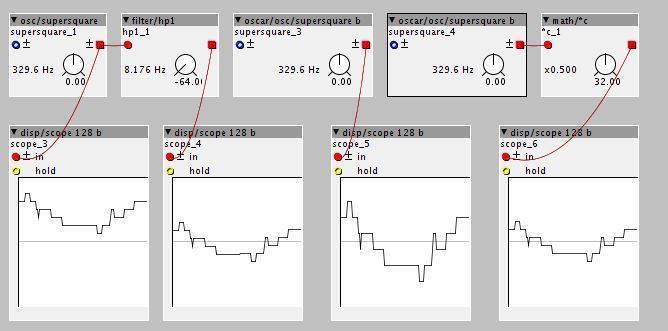 ▼ osc/supersquare
supersquare_1
±
±
329.6 Hz
0.00
▼ filter/hp1
hp1_1
8.176 Hz
-64.0
▼ oscar/osc/supersquare b
supersquare_3
±
329.6 Hz
0.00
▼ oscar/osc/supersquare b
supersquare_4
±
±
329.6 Hz
0.00
▼ math/*c
*c_1
x0.500
32.00
▼ disp/scope 128 b
scope_3
± in
hold
▼ disp/scope 128 b
scope_4
± in
hold
▼ disp/scope 128 b
scope_5
± in
hold
▼ disp/scope 128 b
scope_6
± in
hold